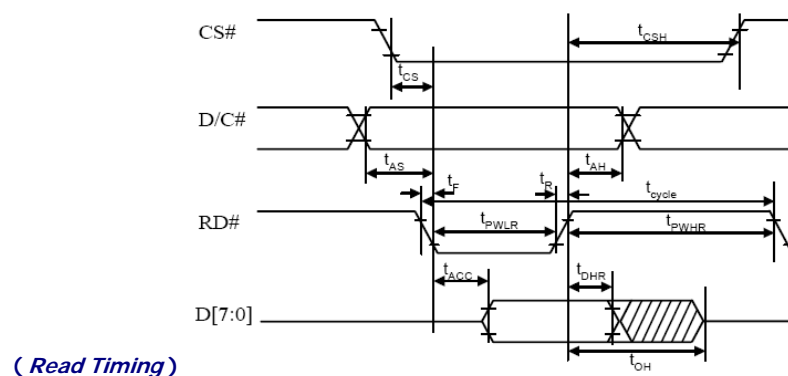 CS#
tCSH
tCS
D/C#
tAS
tF
tR
tAH
tcycle
RD#
tPWLR
tPWHR
tACC
tDHR
D[7:0]
tOH
( Read Timing )